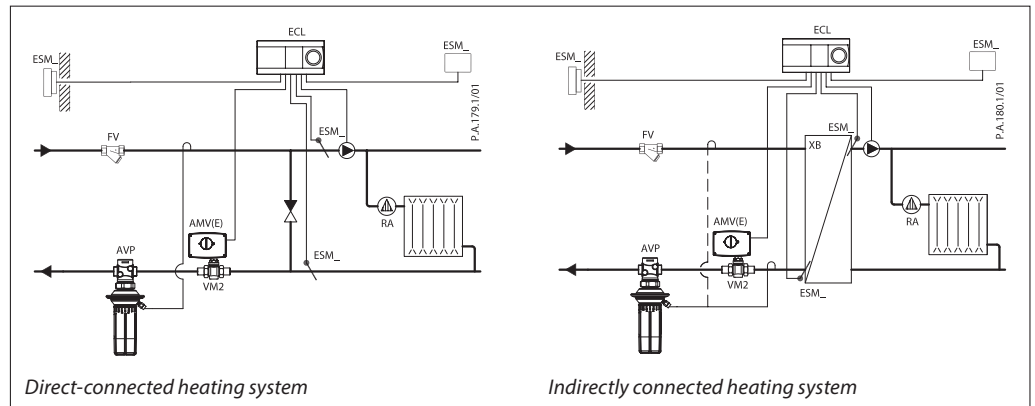 ECL
ESM_
ESM_
P.A.179.1/01
FV
ESM_
AMV(E)
RA
AVP
VM2
ESM_
Direct-connected heating system
ECL
ESM_
ESM_
P.A.180.1/01
FV
ESM_
XB
AMV(E)
RA
AVP
VM2
ESM_
Indirectly connected heating system